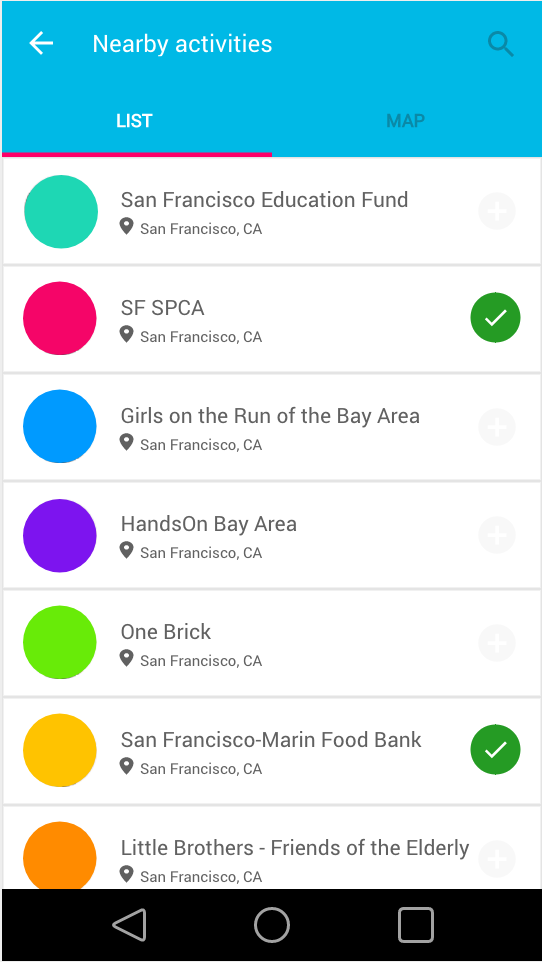 Nearby activities
LIST
MAP
San Francisco Education Fund
San Francisco, CA
SF SPCA
San Francisco, CA
Girls on the Run of the Bay Area
San Francisco, CA
HandsOn Bay Area
San Francisco, CA
One Brick
San Francisco, CA
San Francisco-Marin Food Bank
San Francisco, CA
Little Brothers - Friends of the Elderly
San Francisco, CA